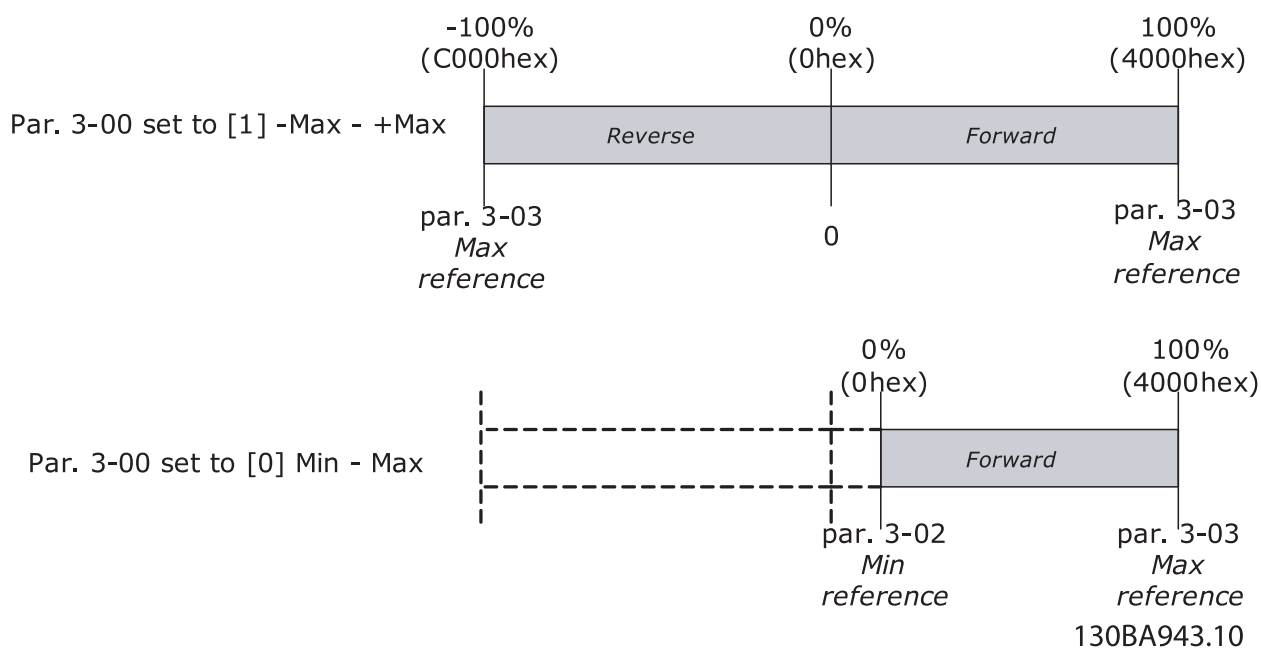 -100% 0% 100%
(C000hex) (0hex) (4000hex)
Par. 3-00 set to [1] -Max - +Max
Reverse Forward
par. 3-03 0 par. 3-03
Max Max
reference reference
0% 100%
(0hex) (4000hex)
Par. 3-00 set to [0] Min - Max
Forward
par. 3-02 par. 3-03
Min Max
reference reference
130BA943.10